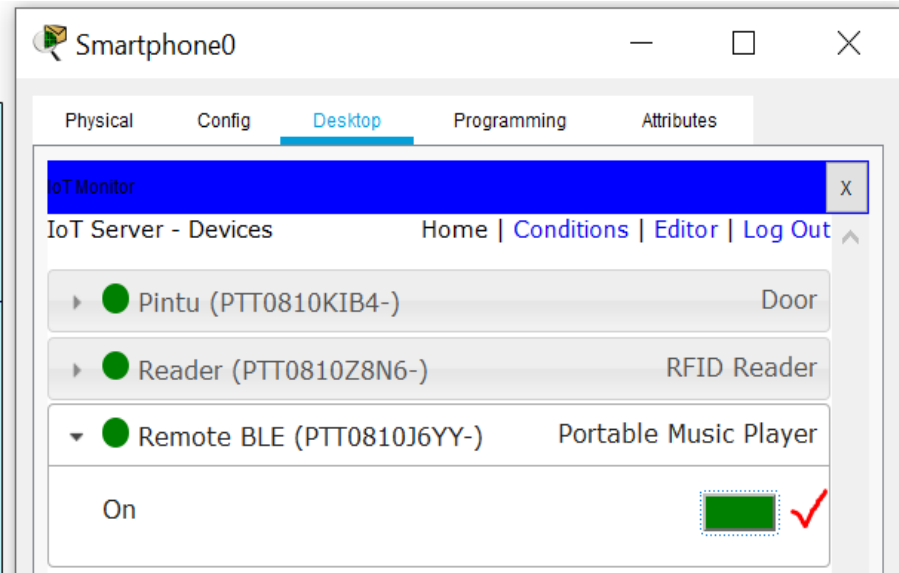 Smartphone0
Physical Config Desktop Programming Attributes
IoT Monitor X
IoT Server - Devices Home | Conditions | Editor | Log Out
Pintu (PTT0810KIB4-) Door
Reader (PTT0810Z8N6-) RFID Reader
Remote BLE (PTT0810J6YY-) Portable Music Player
On